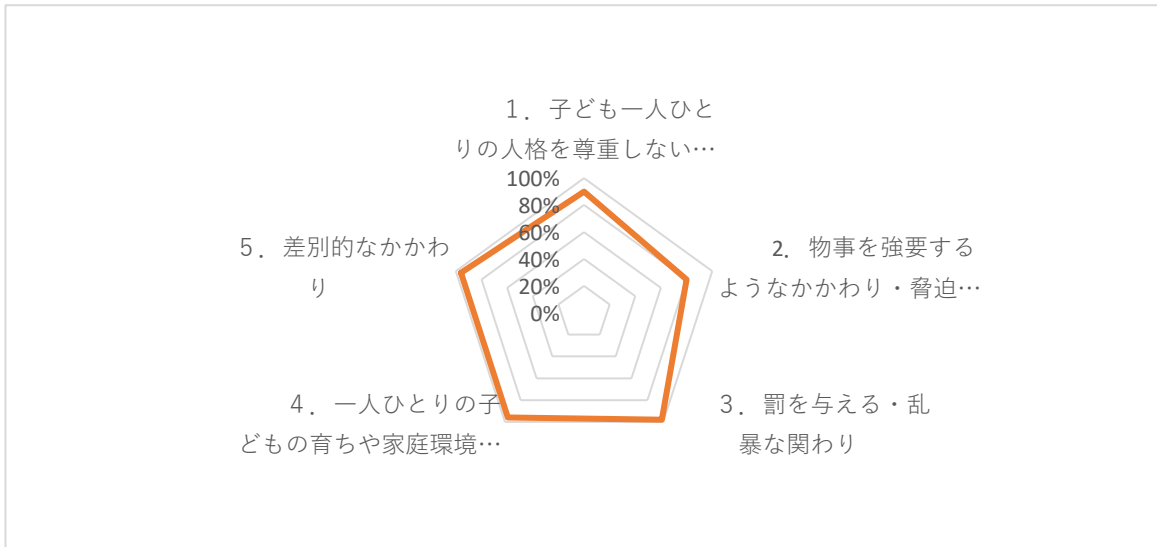 １．子ども一人ひと
りの人格を尊重しない…
100%
80%
60%
40%
20%
0%
2．物事を強要する
ようなかかわり・脅迫…
３．罰を与える・乱
暴な関わり
４．一人ひとりの子
どもの育ちや家庭環境…
５．差別的なかかわ
り